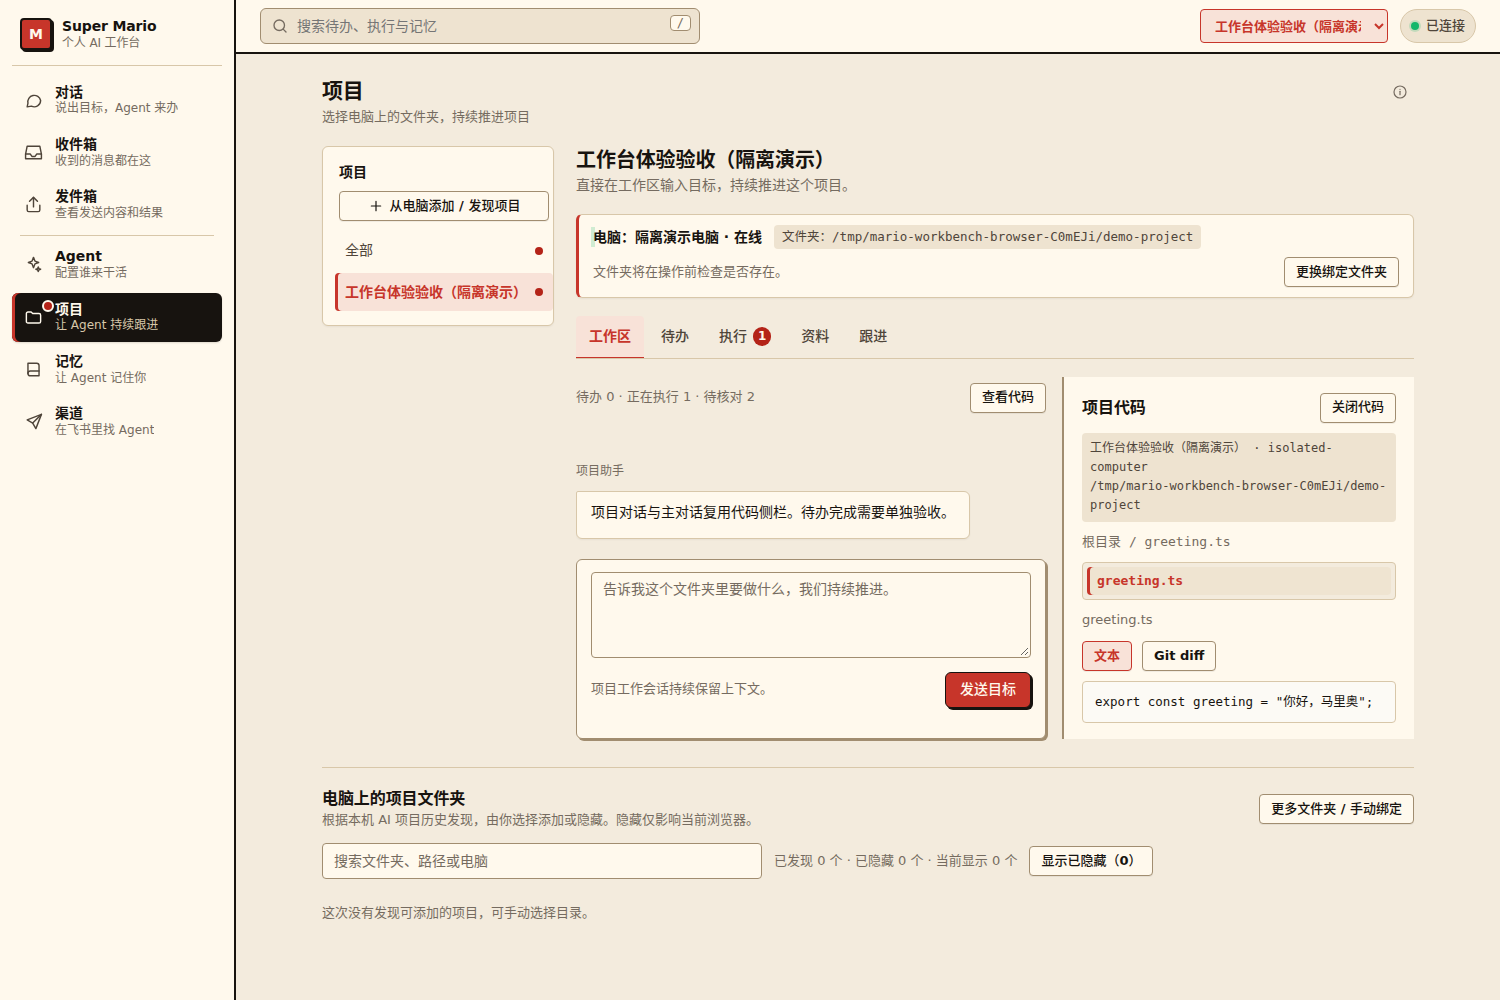 M
Super Mario
个人 AI 工作台
搜索待办、执行与记忆
/
工作台体验验收（隔离演
已连接
对话
说出目标，Agent 来办
收件箱
收到的消息都在这
发件箱
查看发送内容和结果
Agent
配置谁来干活
项目
让 Agent 持续跟进
记忆
让 Agent 记住你
渠道
在飞书里找 Agent
项目
选择电脑上的文件夹，持续推进项目
项目
从电脑添加 / 发现项目
全部
工作台体验验收（隔离演示）
工作台体验验收（隔离演示）
直接在工作区输入目标，持续推进这个项目。
电脑：隔离演示电脑 · 在线
文件夹：/tmp/mario-workbench-browser-C0mEJi/demo-project
文件夹将在操作前检查是否存在。
更换绑定文件夹
工作区
待办
执行 1
资料
跟进
待办 0 · 正在执行 1 · 待核对 2
查看代码
项目助手
项目对话与主对话复用代码侧栏。待办完成需要单独验收。
告诉我这个文件夹里要做什么，我们持续推进。
项目工作会话持续保留上下文。
发送目标
项目代码
关闭代码
工作台体验验收（隔离演示） · isolated-
computer
/tmp/mario-workbench-browser-C0mEJi/demo-
project
根目录 / greeting.ts
greeting.ts
greeting.ts
文本
Git diff
export const greeting = "你好，马里奥";
电脑上的项目文件夹
根据本机 AI 项目历史发现，由你选择添加或隐藏。隐藏仅影响当前浏览器。
更多文件夹 / 手动绑定
搜索文件夹、路径或电脑
已发现 0 个 · 已隐藏 0 个 · 当前显示 0 个
显示已隐藏（0）
这次没有发现可添加的项目，可手动选择目录。